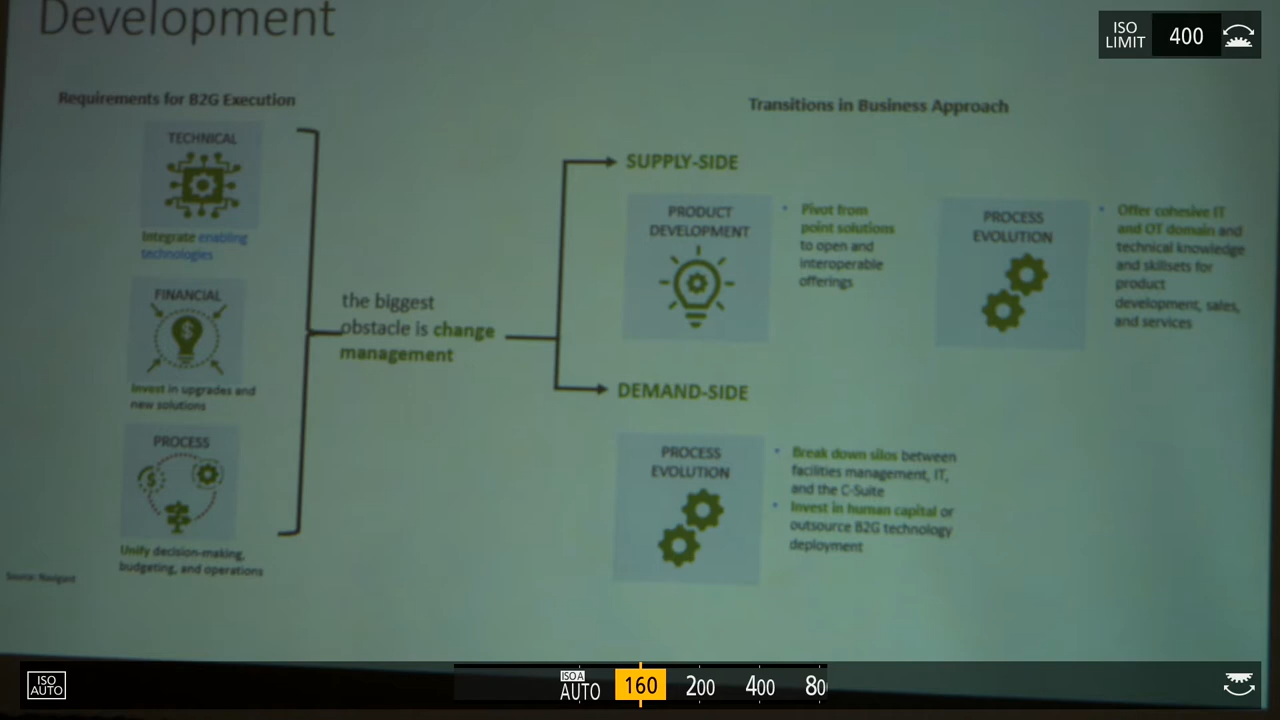 Development
ISO
LIMIT
400
Requirements for B2G Execution
TECHNICAL
Integrate enabling
technologies
FINANCIAL
Invest in upgrades and
new solutions
PROCESS
Unify decision-making,
budgeting, and operations
Source: Navigant
the biggest
obstacle is change
management
Transitions in Business Approach
SUPPLY-SIDE
PRODUCT
DEVELOPMENT
• Pivot from
point solutions
to open and
interoperable
offerings
PROCESS
EVOLUTION
• Offer cohesive IT
and OT domain and
technical knowledge
and skillsets for
product
development, sales,
and services
DEMAND-SIDE
PROCESS
EVOLUTION
• Break down silos between
facilities management, IT,
and the C-Suite
• Invest in human capital or
outsource B2G technology
deployment
ISO
AUTO
ISO A
AUTO
160
200
400
80